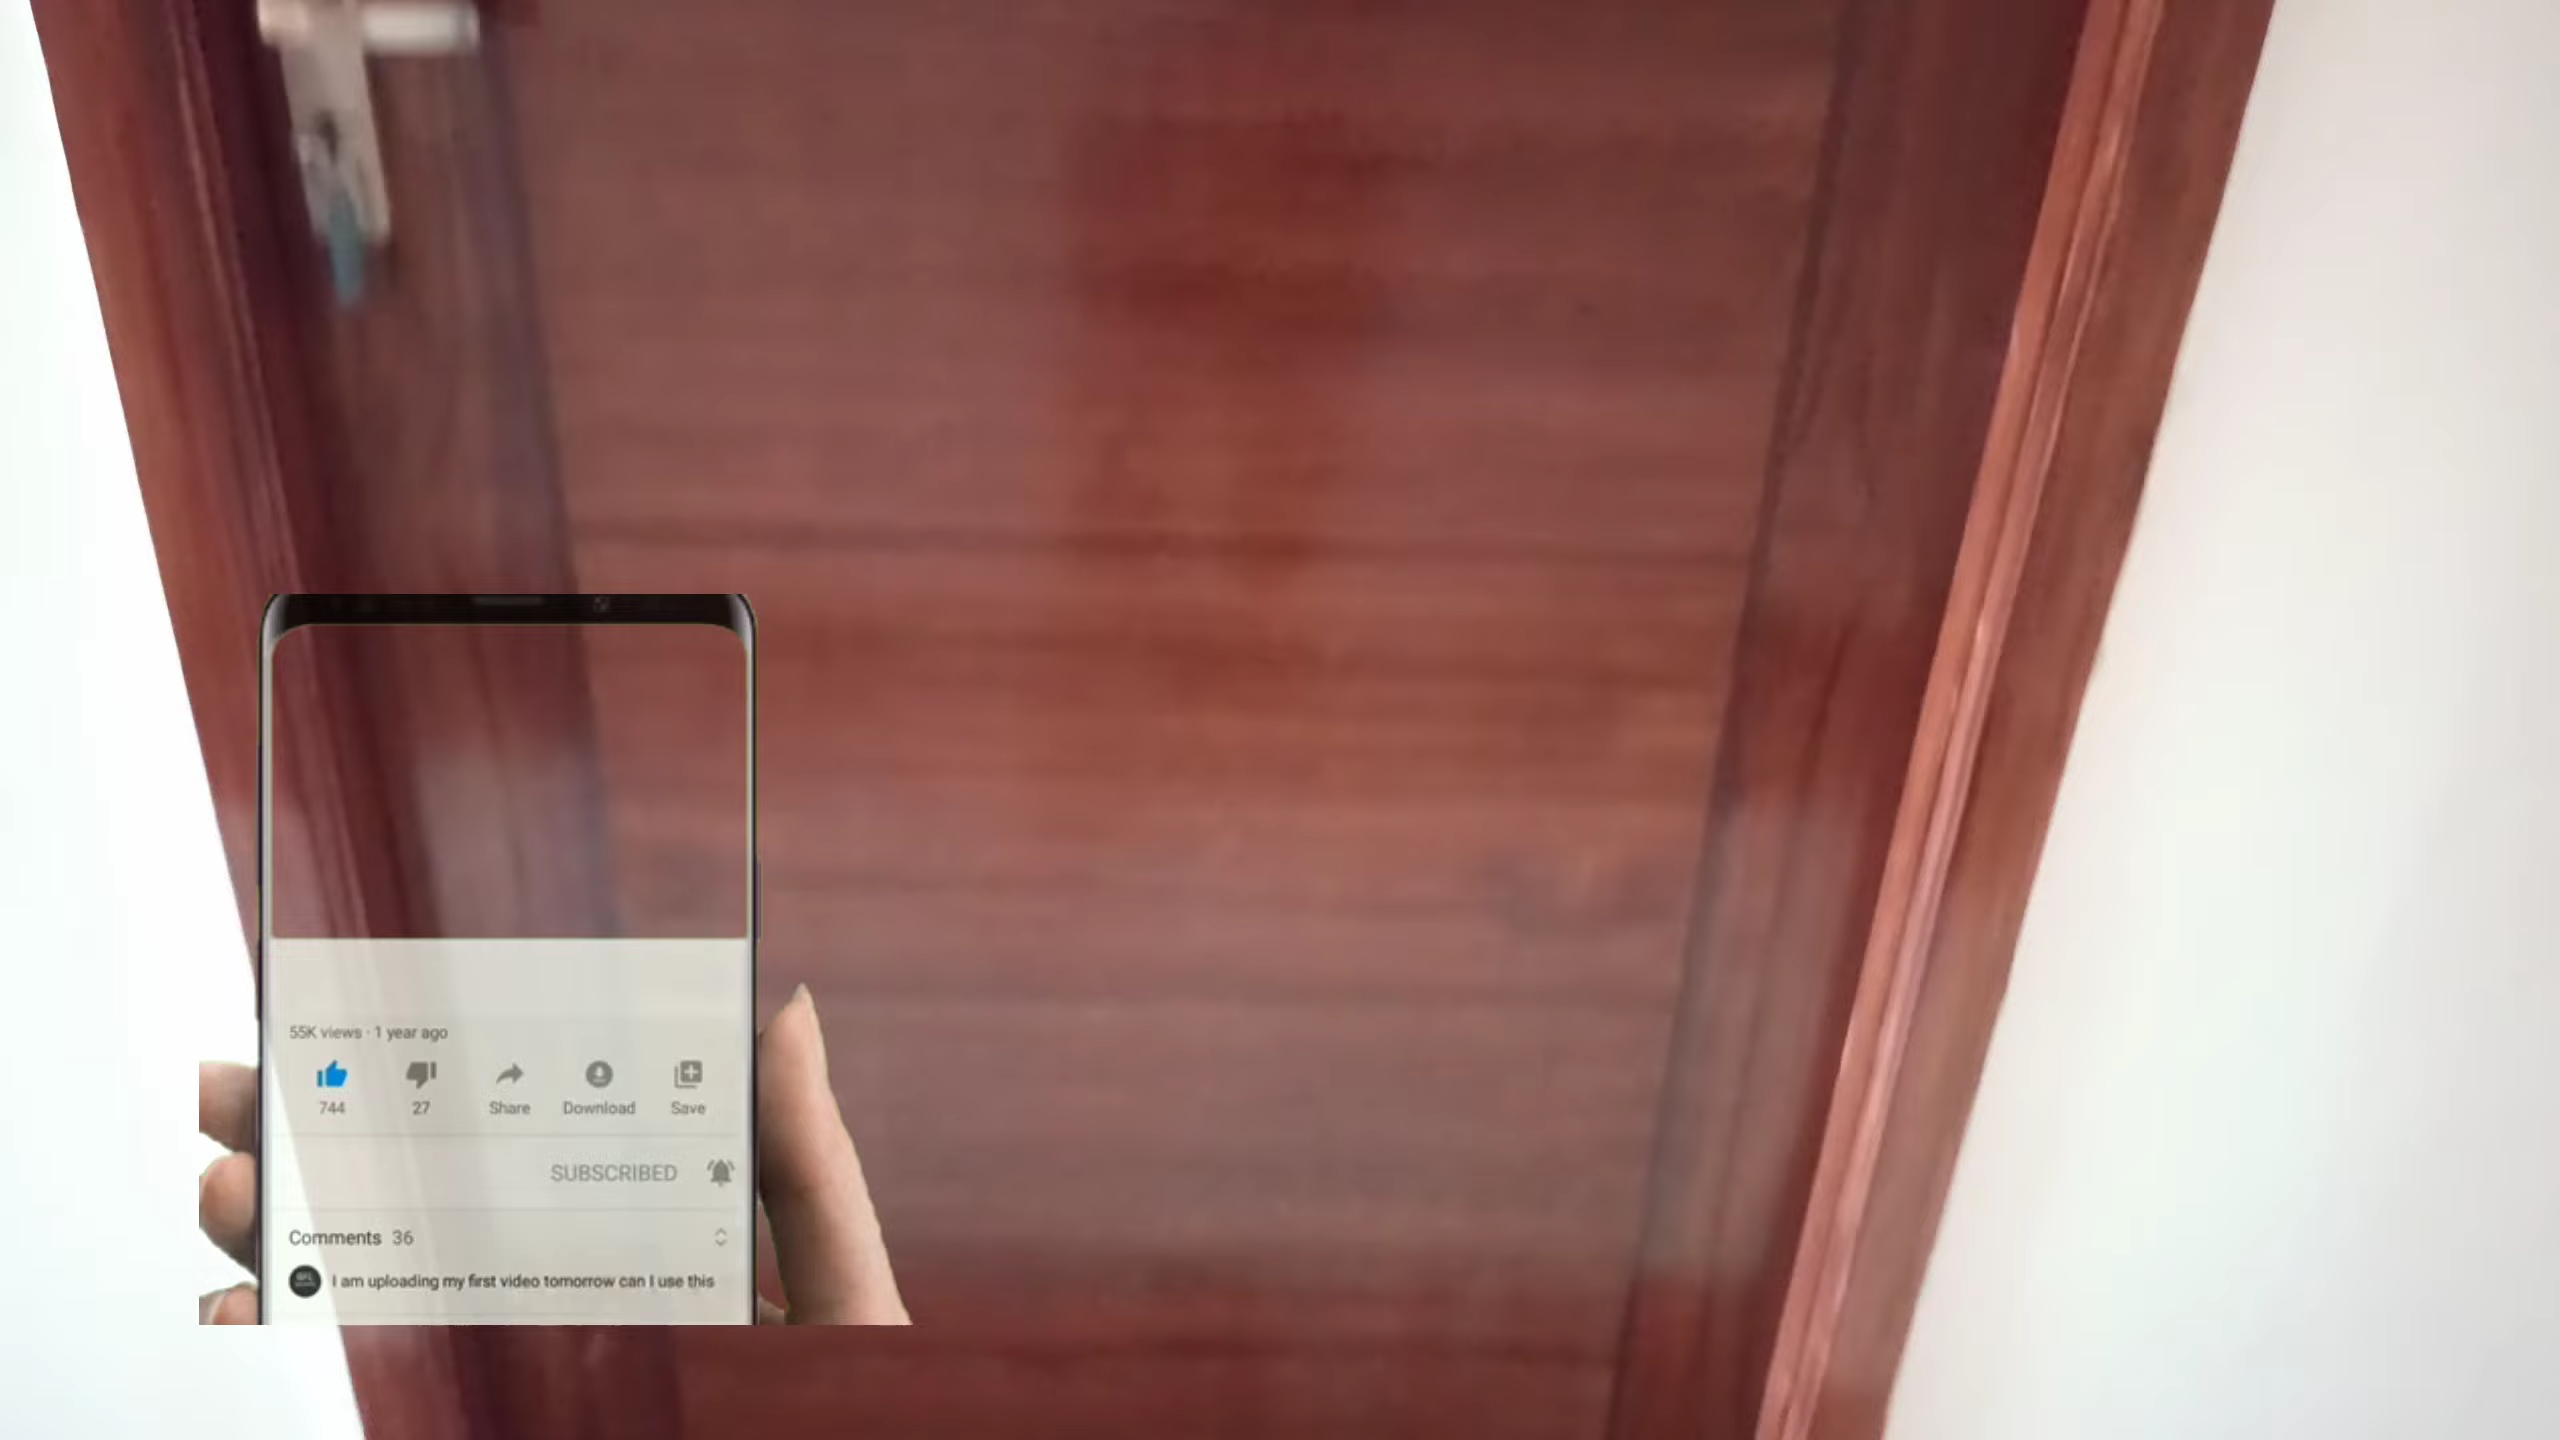 55K views · 1 year ago
744 27 Share Download Save
SUBSCRIBED
Comments 36
I am uploading my first video tomorrow can I use this